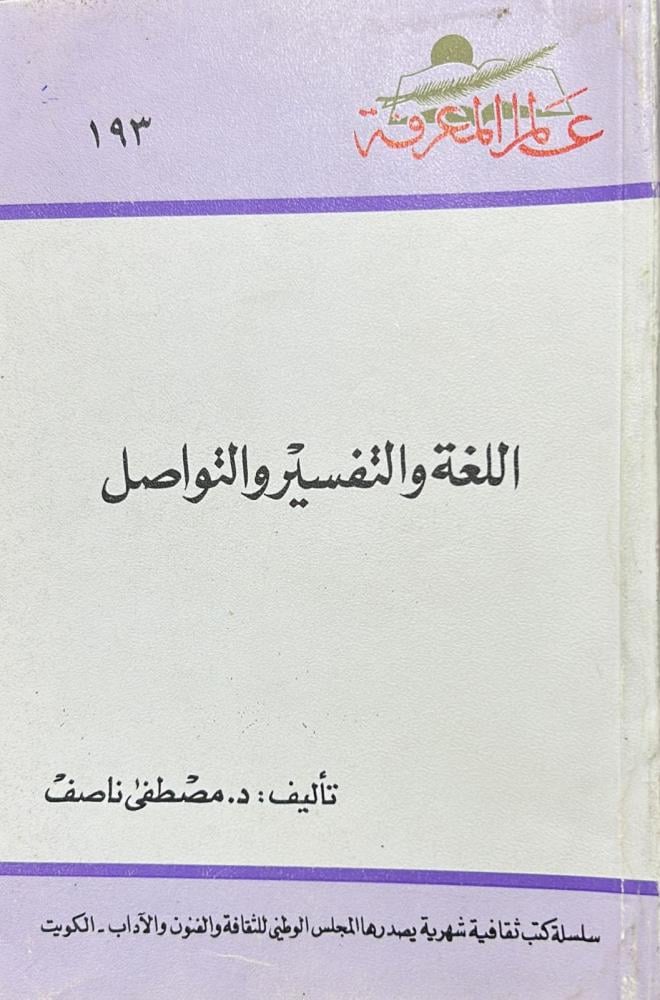 عالم المعرفة
١٩٣
اللغة والتفسير والتواصل
تأليف: د. مصطفى ناصف
سلسلة كتب ثقافية شهرية يصدرها المجلس الوطني للثقافة والفنون والآداب - الكويت